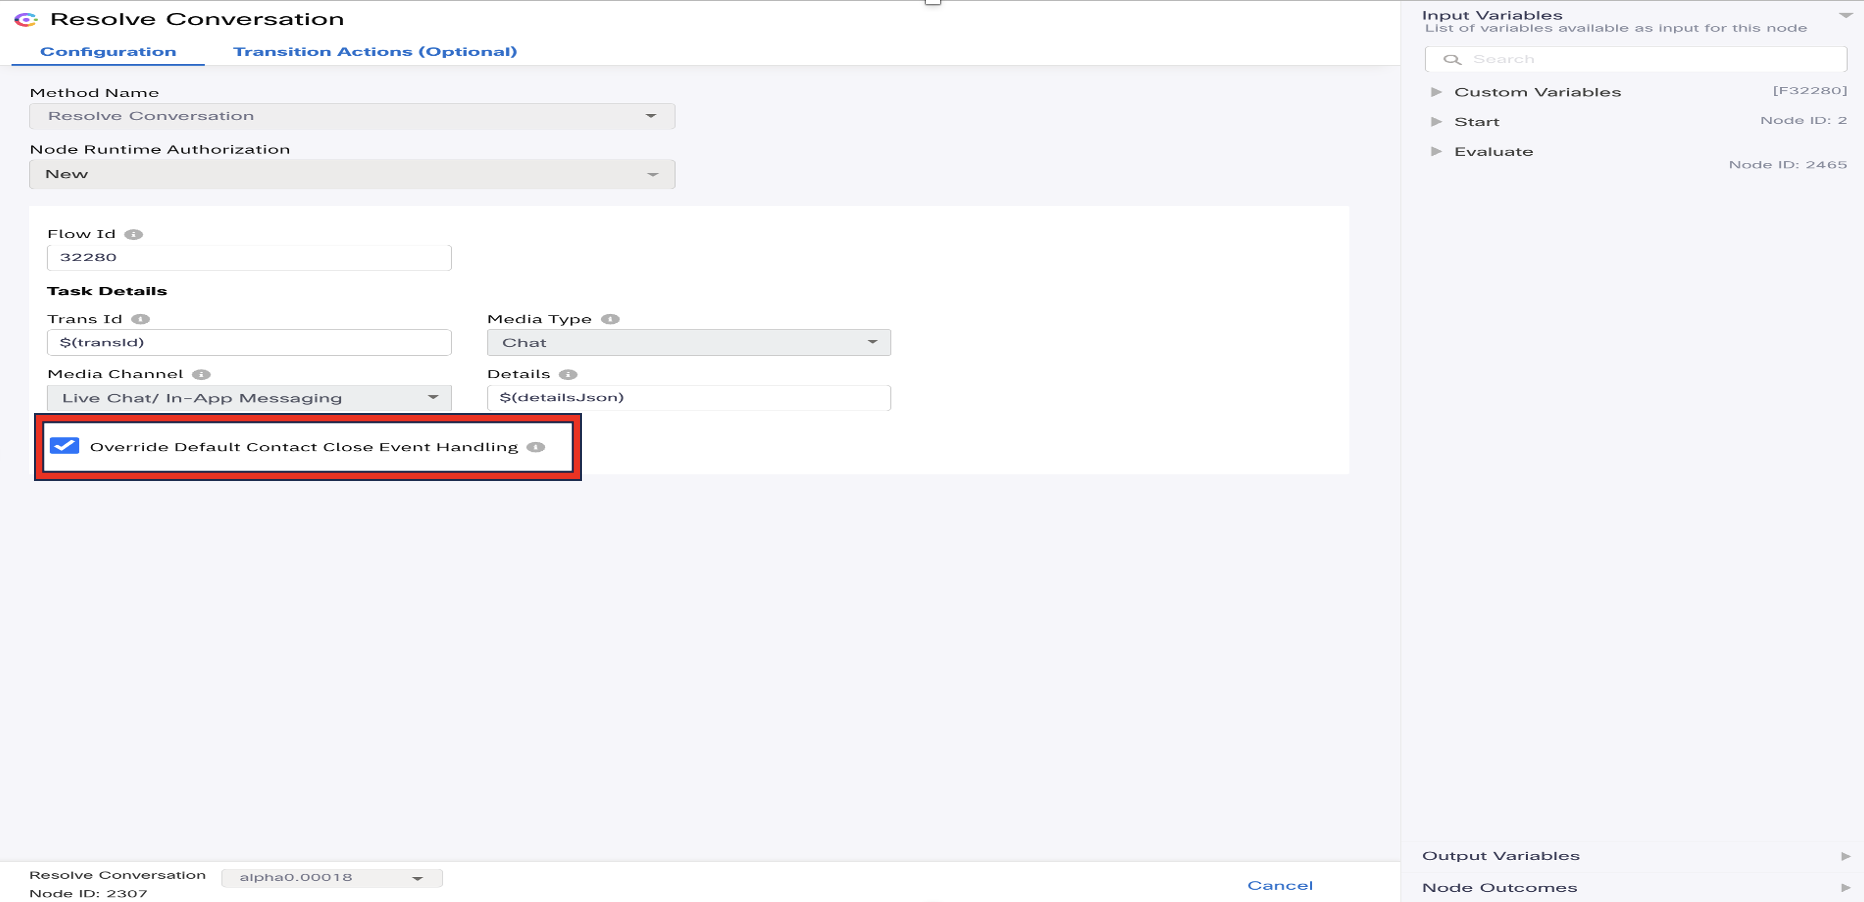 Resolve Conversation
Configuration
Transition Actions (Optional)
Method Name
Resolve Conversation
Node Runtime Authorization
New
Flow Id
32280
Task Details
Trans Id
Media Type
$(transId)
Chat
Media Channel
Details
Live Chat/ In-App Messaging
$(detailsJson)
Override Default Contact Close Event Handling
Resolve Conversation
alpha0.00018
Node ID: 2307
Cancel
Input Variables
List of variables available as input for this node
Search
Custom Variables
[F32280]
Start
Node ID: 2
Evaluate
Node ID: 2465
Output Variables
Node Outcomes